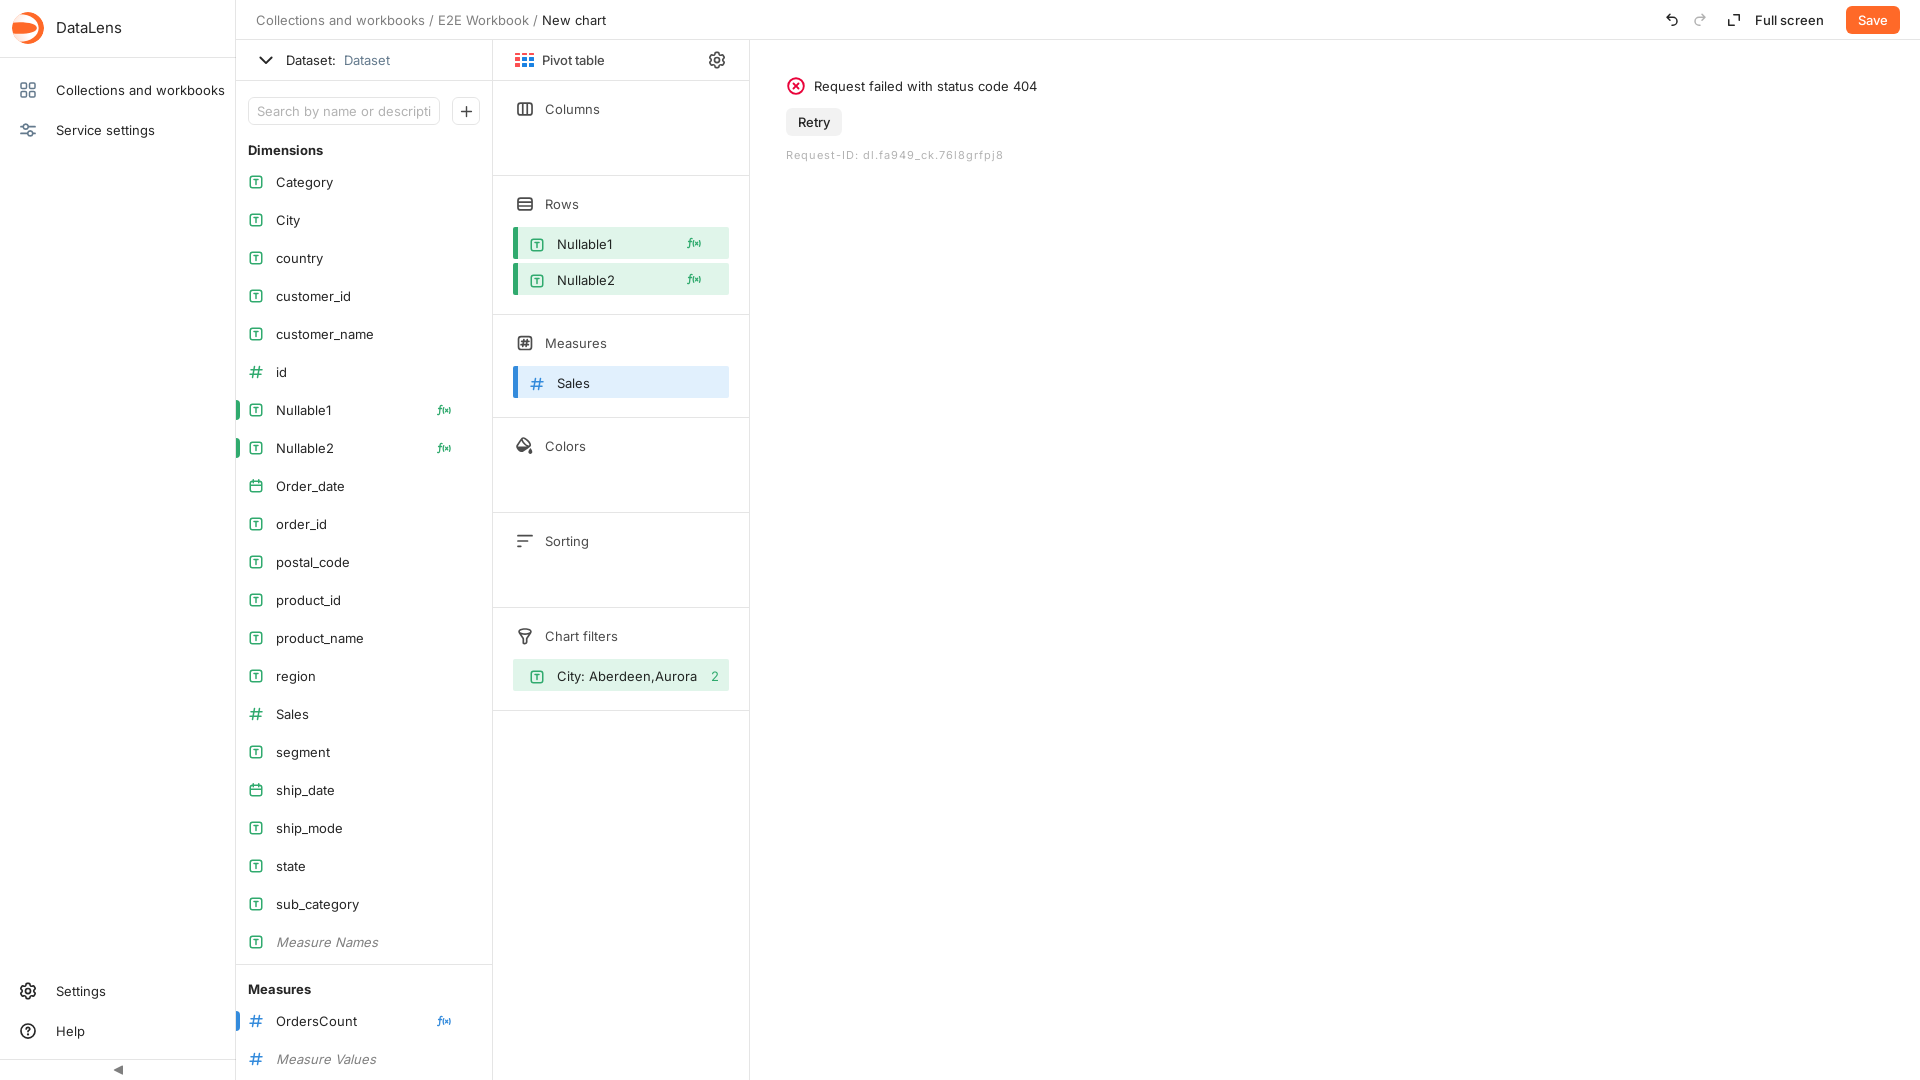 DataLens
Collections and workbooks
Service settings
Settings
Help
Collections and workbooks / E2E Workbook / New chart
Full screen
Save
Dataset: Dataset
Search by name or descripti
Dimensions
Category
City
country
customer_id
customer_name
id
Nullable1 ƒ(x)
Nullable2 ƒ(x)
Order_date
order_id
postal_code
product_id
product_name
region
Sales
segment
ship_date
ship_mode
state
sub_category
Measure Names
Measures
OrdersCount ƒ(x)
Measure Values
Pivot table
Columns
Rows
Nullable1 ƒ(x)
Nullable2 ƒ(x)
Measures
Sales
Colors
Sorting
Chart filters
City: Aberdeen,Aurora 2
Request failed with status code 404
Retry
Request-ID: dl.fa949_ck.76l8grfpj8